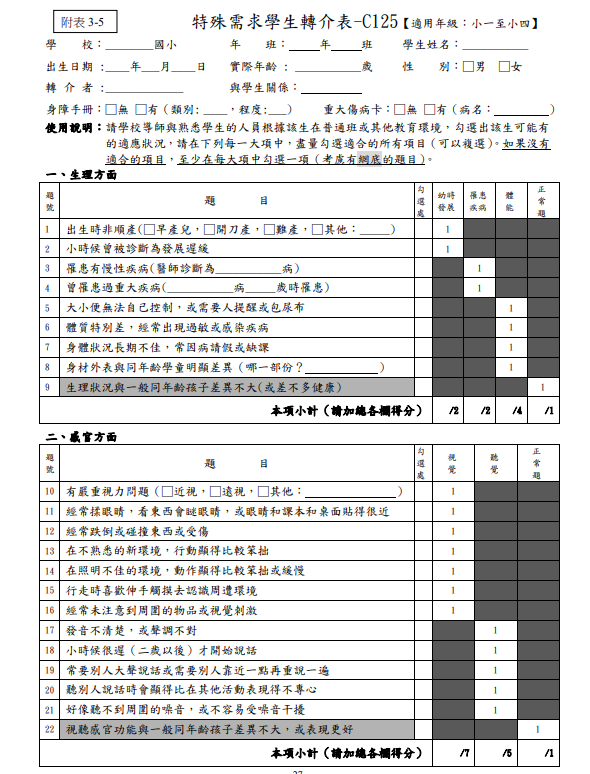 附表 3-5
特殊需求學生轉介表-C125【適用年級：小一至小四】
學　　校：________國小　　年　　班：____年____班　　學生姓名：__________
出生日期：____年___月____日　　實際年齡：________歲　　性　　別：□男　□女
轉 介 者：____________　　與學生關係：__________
身障手冊：□無 □有（類別：____，程度：___）　　重大傷病卡：□無 □有（病名：________）
使用說明：請學校導師與熟悉學生的人員根據該生在普通班或其他教育環境，勾選出該生可能有
的適應狀況，請在下列每一大項中，儘量勾選適合的所有項目（可以複選）。如果沒有
適合的項目，至少在每大項中勾選一項（考慮有網底的題目）。
一、生理方面
題號　題　　目　勾選處　幼時發展　罹患疾病　體能　正常題
1 出生時非順產(□早產兒，□開刀產，□難產，□其他：_____) 1
2 小時候曾被診斷為發展遲緩 1
3 罹患有慢性疾病(醫師診斷為__________病) 1
4 曾罹患過重大疾病(__________病_____歲時罹患) 1
5 大小便無法自己控制，或需要人提醒或包尿布 1
6 體質特別差，經常出現過敏或感染疾病 1
7 身體狀況長期不佳，常因病請假或缺課 1
8 身材外表與同年齡學童明顯差異（哪一部份？__________） 1
9 生理狀況與一般同年齡孩子差異不大(或差不多健康) 1
本項小計（請加總各欄得分） /2 /2 /4 /1
二、感官方面
題號　題　　目　勾選處　視覺　聽覺　正常題
10 有嚴重視力問題（□近視，□遠視，□其他：____________） 1
11 經常揉眼睛，看東西會瞇眼睛，或眼睛和課本和桌面貼得很近 1
12 經常跌倒或碰撞東西或受傷 1
13 在不熟悉的新環境，行動顯得比較笨拙 1
14 在照明不佳的環境，動作顯得比較笨拙或緩慢 1
15 行走時喜歡伸手觸摸去認識周遭環境 1
16 經常未注意到周圍的物品或視覺刺激 1
17 發音不清楚，或聲調不對 1
18 小時候很遲（二歲以後）才開始說話 1
19 常要別人大聲說話或需要別人靠近一點再重說一遍 1
20 聽別人說話時會顯得比在其他活動表現得不專心 1
21 好像聽不到周圍的噪音，或不容易受噪音干擾 1
22 視聽感官功能與一般同年齡孩子差異不大，或表現更好 1
本項小計（請加總各欄得分） /7 /5 /1